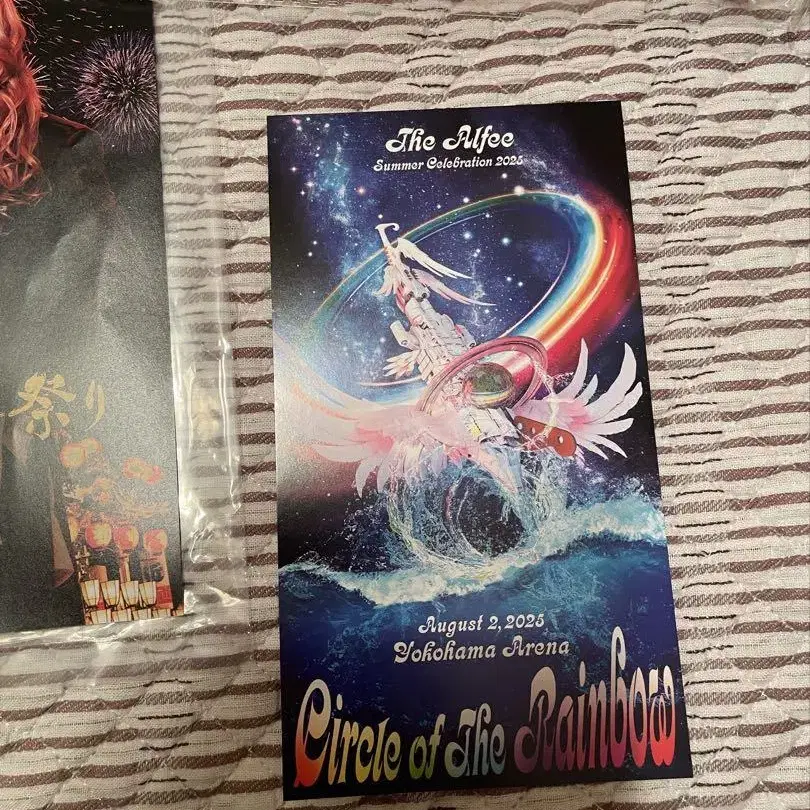 The Alfee
Summer Celebration 2025
祭り
August 2, 2025
Yokohama Arena
Circle of The Rainbow